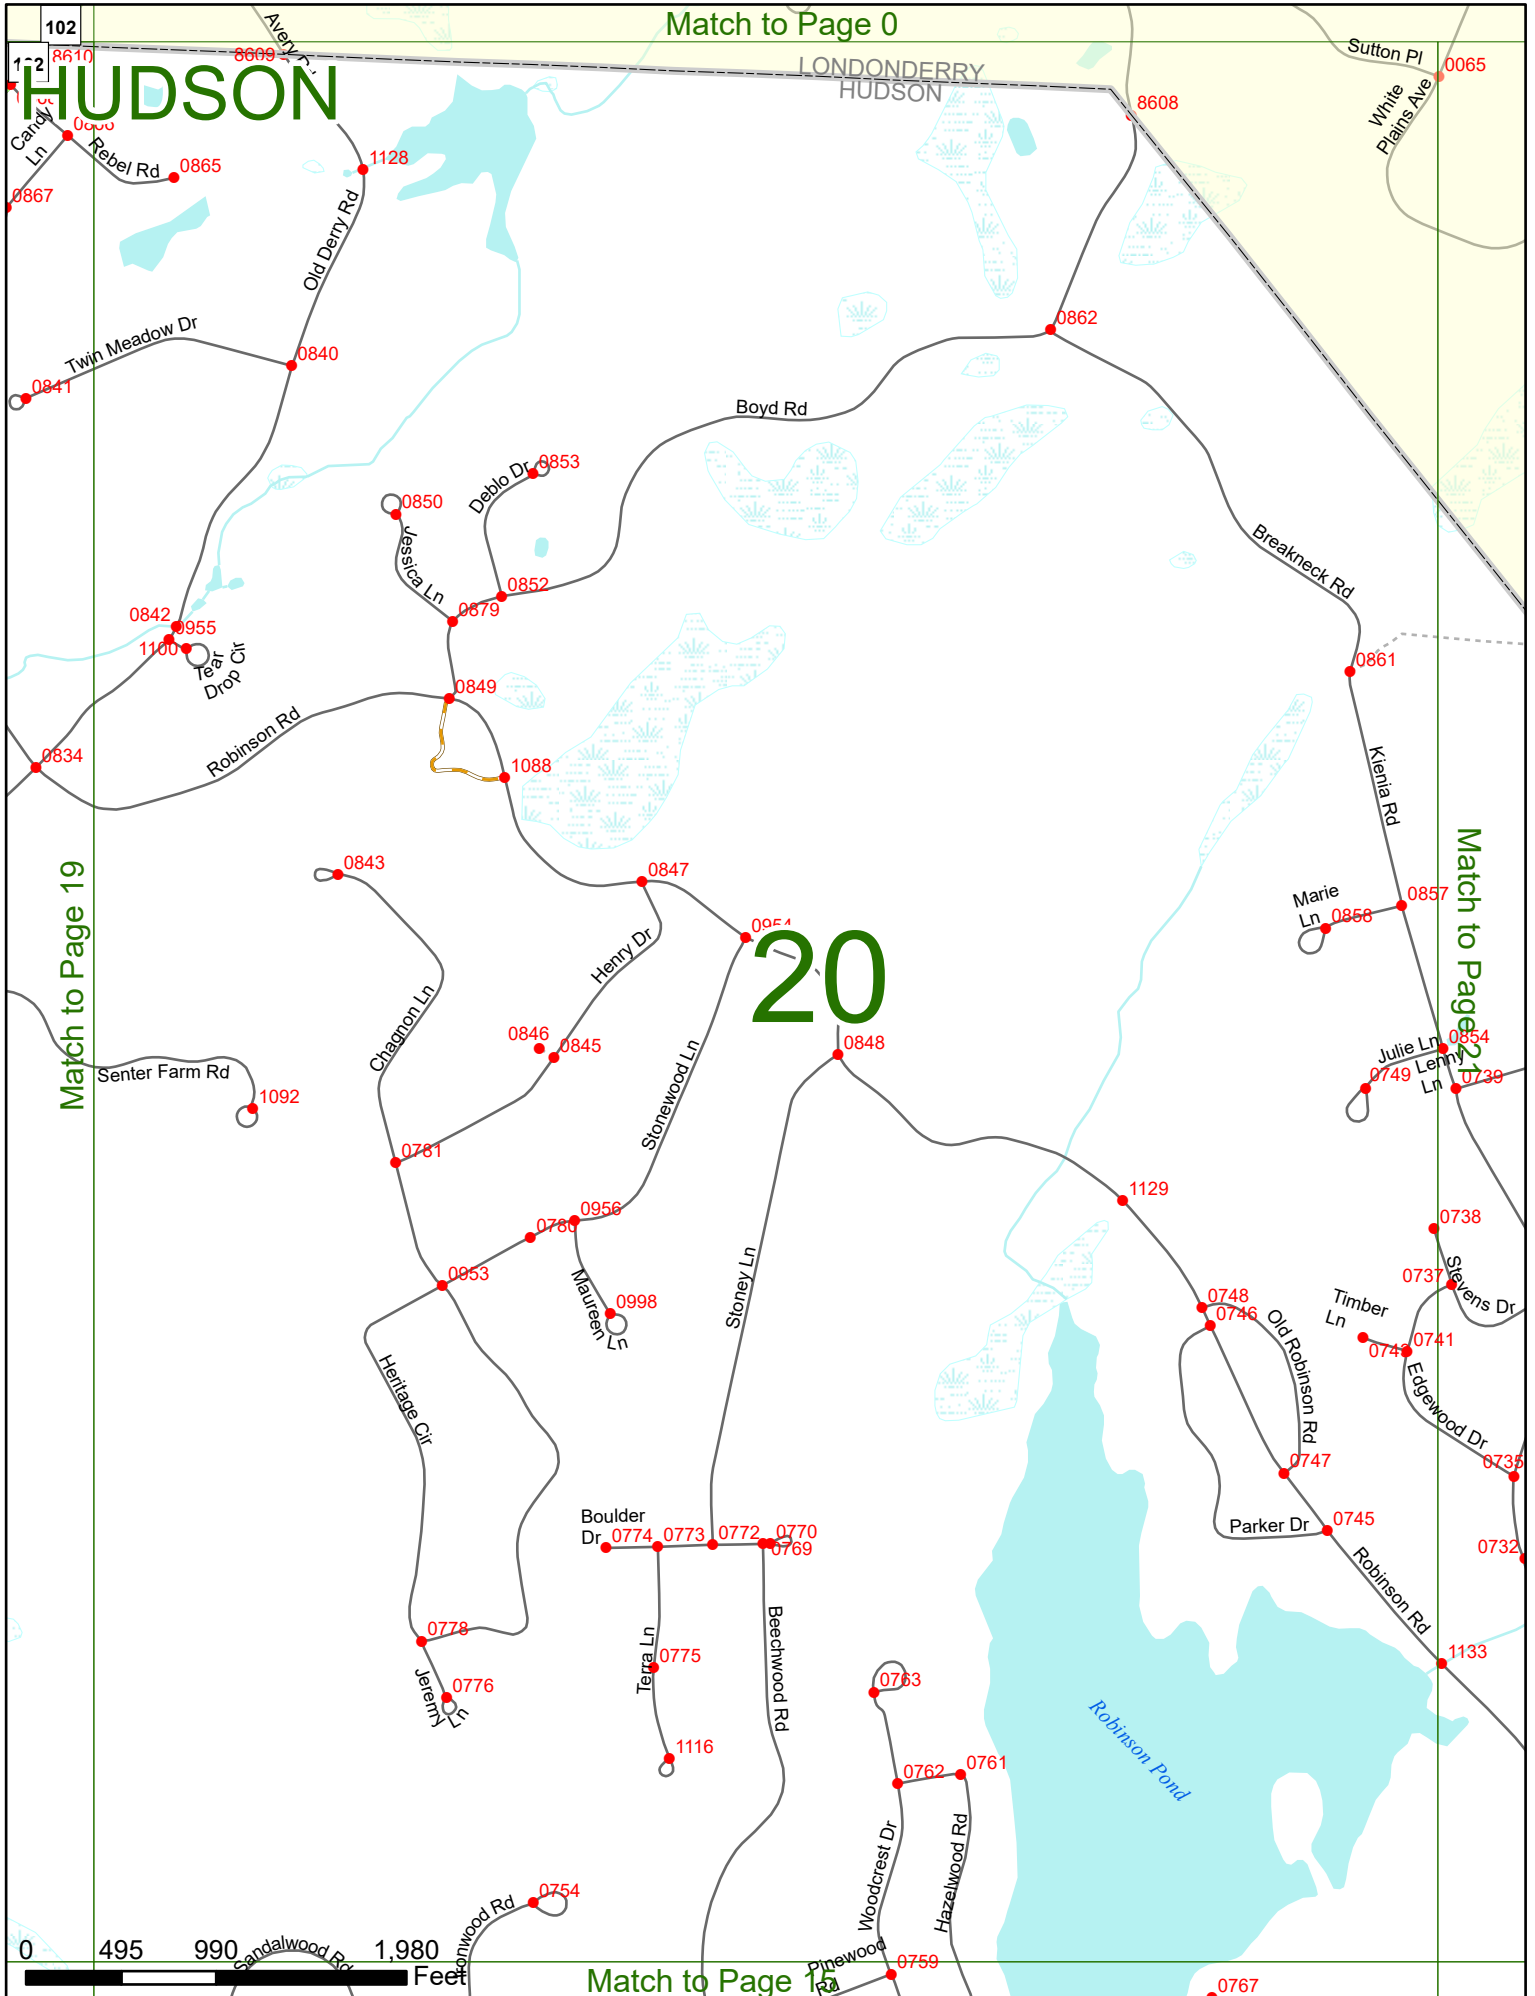 102
Match to Page 0
Avery
Sutton Pl
0065
8610
8609
102
HUDSON
LONDONDERRY
HUDSON
White
Plains Ave
8608
Candy
Ln
Rebel Rd
0865
1128
0867
Old Derry Rd
0862
Twin Meadow Dr
0840
0841
Boyd Rd
Deblo Dr
0853
0850
Jessica Ln
Breakneck Rd
0852
0879
0842
0955
1100
Tear
Drop Cir
0861
0849
Robinson Rd
0834
1088
Kienia Rd
Match to Page 19
0843
0847
Match to Page 21
Marie
Ln
0857
0858
0954
20
Henry Dr
Chagnon Ln
0846
0845
0848
Stonewood Ln
Julie Ln
0854
Lenny
Ln
0749
0739
Senter Farm Rd
1092
0781
1129
0956
0780
0738
0953
Maureen Ln
0998
Stoney Ln
0737
Stevens Dr
Timber
Ln
0748
0746
Old Robinson Rd
0741
0743
Heritage Cir
Edgewood Dr
0747
0735
Boulder
Dr
0774
0773
0772
0770
0769
Parker Dr
0745
0732
Robinson Rd
0778
Terra Ln
0775
Beechwood Rd
1133
Jeremy Ln
0776
0763
Robinson Pond
1116
0762
0761
Woodcrest Dr
Hazelwood Rd
0754
Sandalwood Rd
Pinewood
Rd
0759
0767
0 495 990 1,980
Feet
Match to Page 15